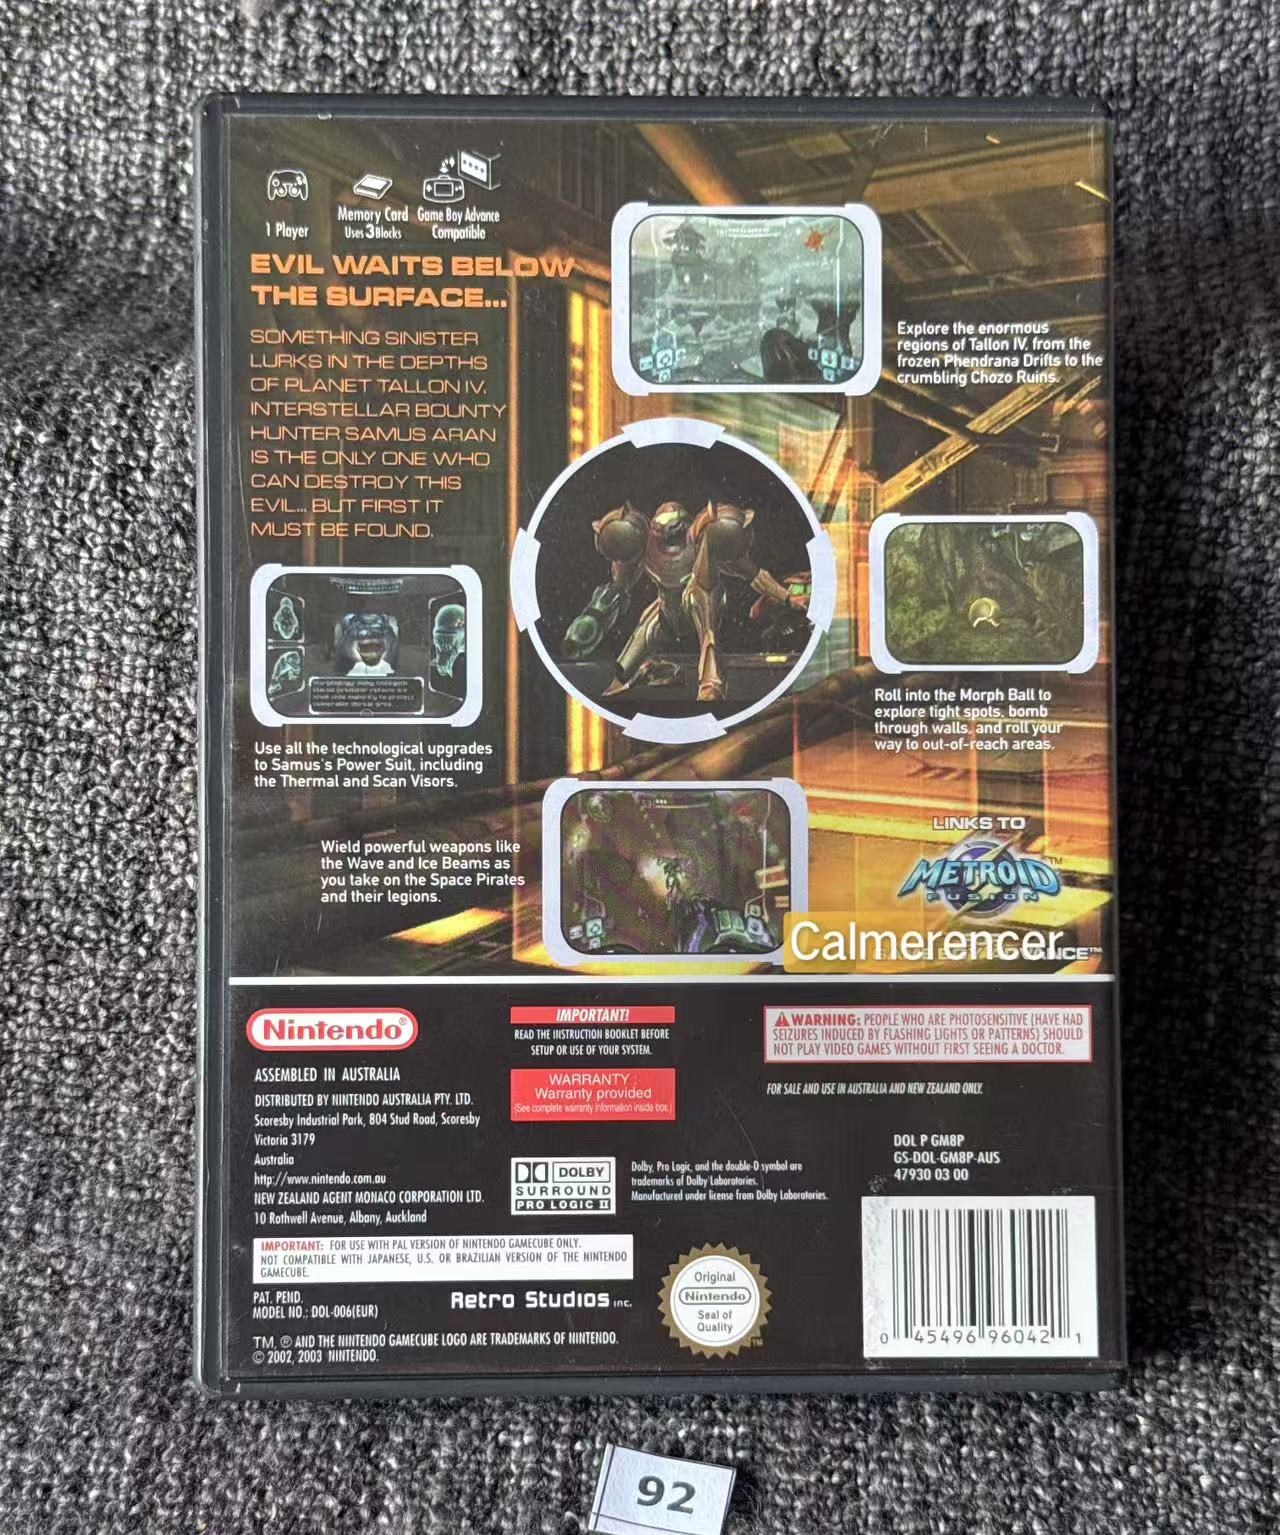 1 Player
Memory Card
Uses 3 Blocks
Game Boy Advance
Compatible
EVIL WAITS BELOW
THE SURFACE...
SOMETHING SINISTER
LURKS IN THE DEPTHS
OF PLANET TALLON IV.
INTERSTELLAR BOUNTY
HUNTER SAMUS ARAN
IS THE ONLY ONE WHO
CAN DESTROY THIS
EVIL... BUT FIRST IT
MUST BE FOUND.
Explore the enormous
regions of Tallon IV, from the
frozen Phendrana Drifts to the
crumbling Chozo Ruins.
Use all the technological upgrades
to Samus's Power Suit, including
the Thermal and Scan Visors.
Roll into the Morph Ball to
explore tight spots, bomb
through walls, and roll your
way to out-of-reach areas.
Wield powerful weapons like
the Wave and Ice Beams as
you take on the Space Pirates
and their legions.
LINKS TO
METROID™
FUSION
Calmerencer
Nintendo®
ASSEMBLED IN AUSTRALIA
DISTRIBUTED BY NINTENDO AUSTRALIA PTY. LTD.
Scoresby Industrial Park, 804 Stud Road, Scoresby
Victoria 3179
Australia
http://www.nintendo.com.au
NEW ZEALAND AGENT MONACO CORPORATION LTD.
10 Rothwell Avenue, Albany, Auckland
IMPORTANT!
READ THE INSTRUCTION BOOKLET BEFORE
SETUP OR USE OF YOUR SYSTEM.
WARRANTY :
Warranty provided
(See complete warranty information inside box.)
WARNING: PEOPLE WHO ARE PHOTOSENSITIVE (HAVE HAD
SEIZURES INDUCED BY FLASHING LIGHTS OR PATTERNS) SHOULD
NOT PLAY VIDEO GAMES WITHOUT FIRST SEEING A DOCTOR.
FOR SALE AND USE IN AUSTRALIA AND NEW ZEALAND ONLY.
DOL P GM8P
GS-DOL-GM8P-AUS
47930 03 00
DOLBY
SURROUND
PRO LOGIC II
Dolby, Pro Logic, and the double-D symbol are
trademarks of Dolby Laboratories.
Manufactured under license from Dolby Laboratories.
IMPORTANT: FOR USE WITH PAL VERSION OF NINTENDO GAMECUBE ONLY.
NOT COMPATIBLE WITH JAPANESE, U.S. OR BRAZILIAN VERSION OF THE NINTENDO
GAMECUBE.
PAT. PEND.
MODEL NO.: DOL-006(EUR)
Retro Studios INC.
Original
Nintendo
Seal of
Quality
TM
TM, ® AND THE NINTENDO GAMECUBE LOGO ARE TRADEMARKS OF NINTENDO.
© 2002, 2003 NINTENDO.
0 45496 96042 1
92